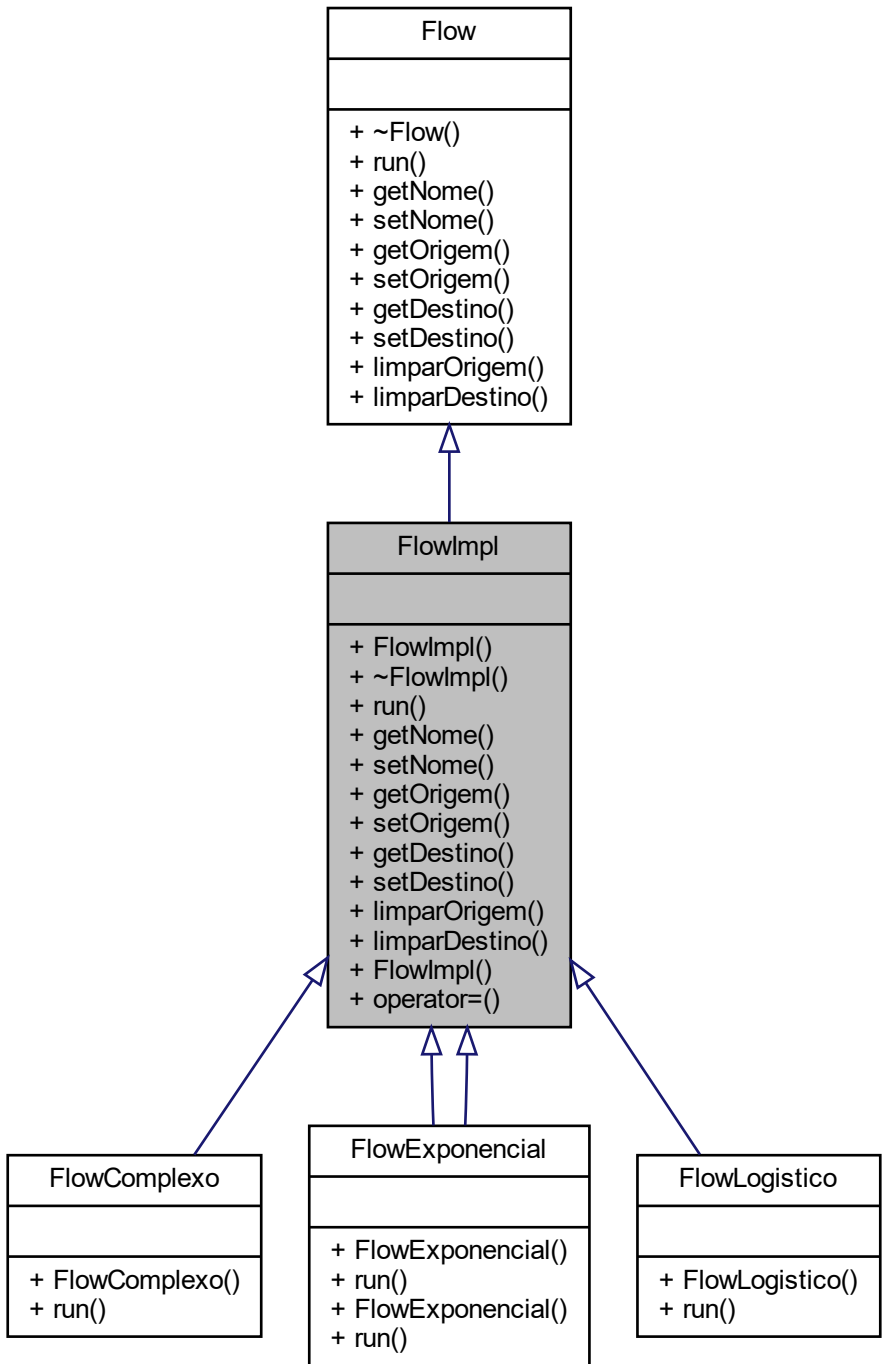 Flow
+ ~Flow()
+ run()
+ getNome()
+ setNome()
+ getOrigem()
+ setOrigem()
+ getDestino()
+ setDestino()
+ limparOrigem()
+ limparDestino()
FlowImpl
+ FlowImpl()
+ ~FlowImpl()
+ run()
+ getNome()
+ setNome()
+ getOrigem()
+ setOrigem()
+ getDestino()
+ setDestino()
+ limparOrigem()
+ limparDestino()
+ FlowImpl()
+ operator=()
FlowComplexo
+ FlowComplexo()
+ run()
FlowExponencial
+ FlowExponencial()
+ run()
+ FlowExponencial()
+ run()
FlowLogistico
+ FlowLogistico()
+ run()